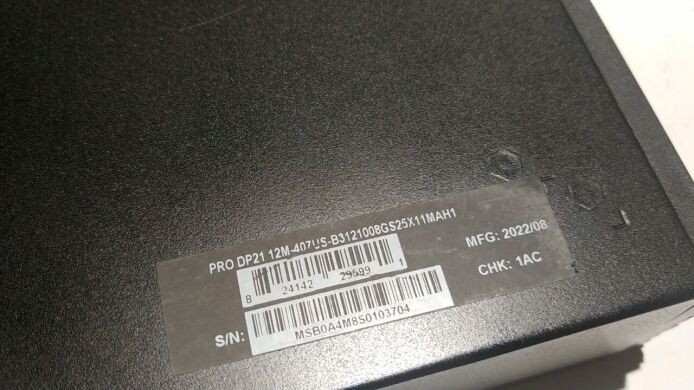 PRO DP21 12M-407US-B3121008GS25X11MAH1
8 24142 29599 1
S/N: MSB0A4M8S0103704
MFG: 2022/08
CHK: 1AC